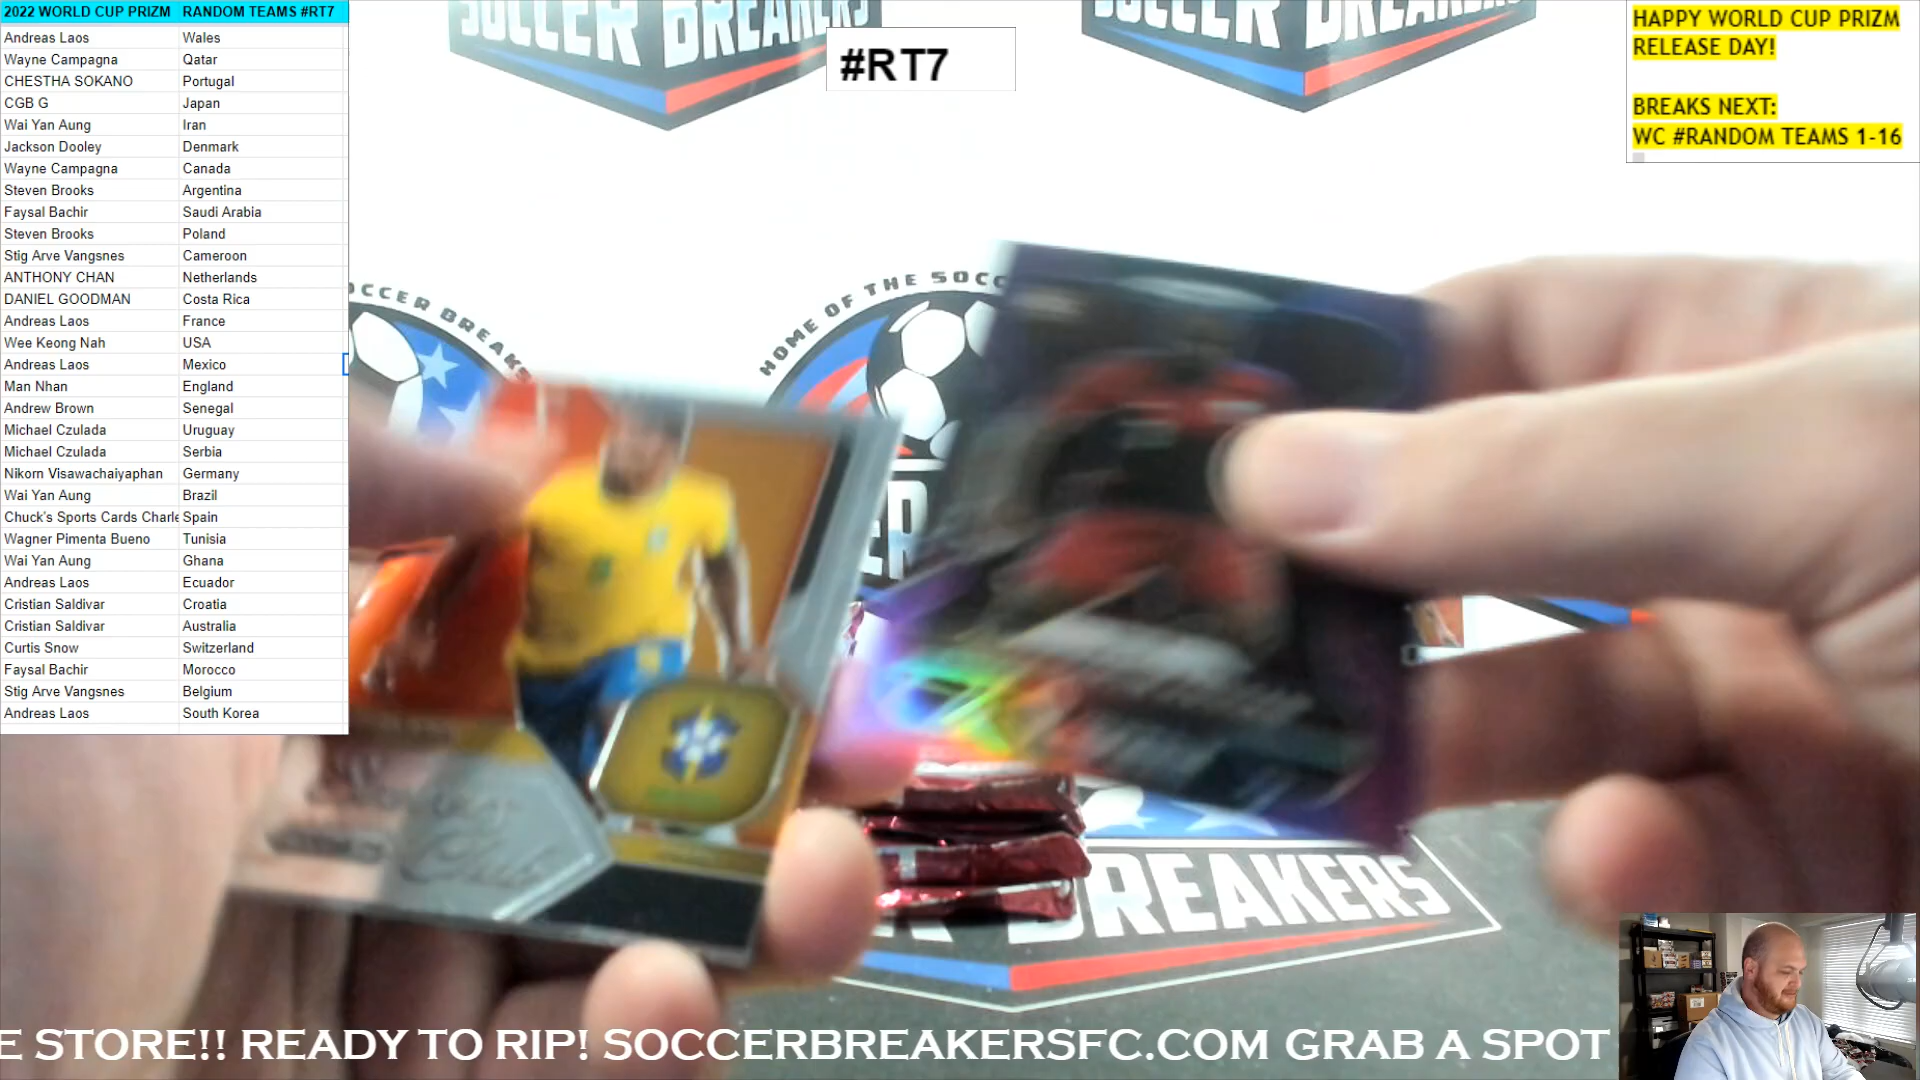 2022 WORLD CUP PRIZM RANDOM TEAMS #RT7
Andreas Laos Wales
Wayne Campagna Qatar
CHESTHA SOKANO Portugal
CGB G Japan
Wai Yan Aung Iran
Jackson Dooley Denmark
Wayne Campagna Canada
Steven Brooks Argentina
Faysal Bachir Saudi Arabia
Steven Brooks Poland
Stig Arve Vangsnes Cameroon
ANTHONY CHAN Netherlands
DANIEL GOODMAN Costa Rica
Andreas Laos France
Wee Keong Nah USA
Andreas Laos Mexico
Man Nhan England
Andrew Brown Senegal
Michael Czulada Uruguay
Michael Czulada Serbia
Nikorn Visawachaiyaphan Germany
Wai Yan Aung Brazil
Chuck's Sports Cards Charle Spain
Wagner Pimenta Bueno Tunisia
Wai Yan Aung Ghana
Andreas Laos Ecuador
Cristian Saldivar Croatia
Cristian Saldivar Australia
Curtis Snow Switzerland
Faysal Bachir Morocco
Stig Arve Vangsnes Belgium
Andreas Laos South Korea
SOCCER BREAKERS
#RT7
SOCCER BREAKERS
HAPPY WORLD CUP PRIZM
RELEASE DAY!
BREAKS NEXT:
WC #RANDOM TEAMS 1-16
OCCER BREAKE
HOME OF THE SOCC
BREAKERS
E STORE!! READY TO RIP! SOCCERBREAKERSFC.COM GRAB A SPOT